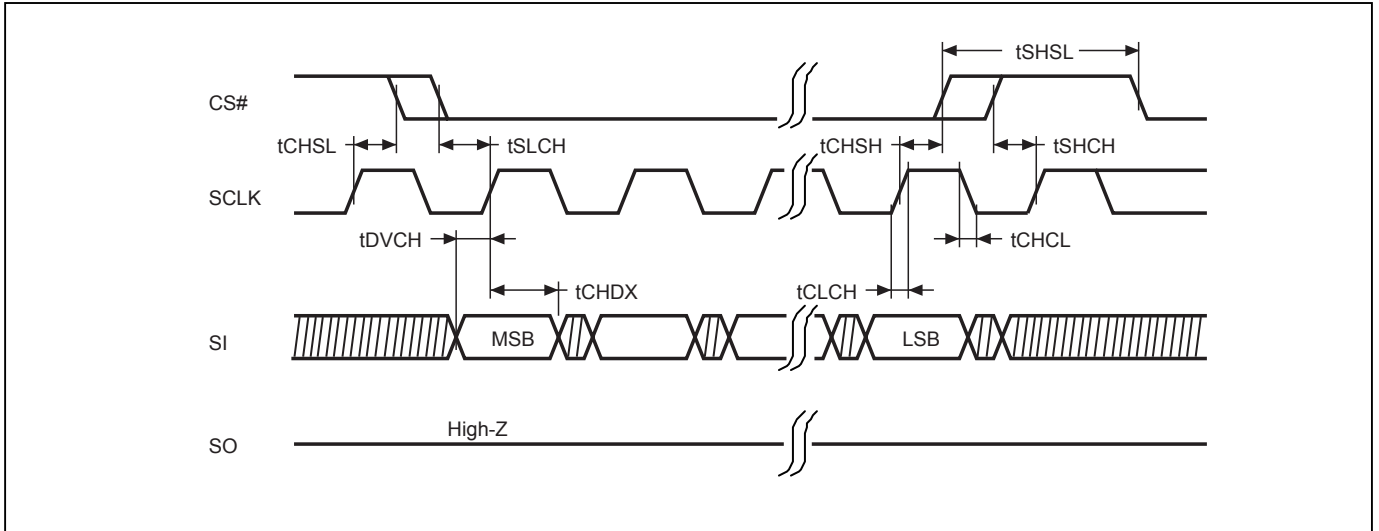 tSHSL
CS#
tCHSL
tSLCH
tCHSH
tSHCH
SCLK
tDVCH
tCHCL
tCHDX
tCLCH
SI
MSB
LSB
High-Z
SO